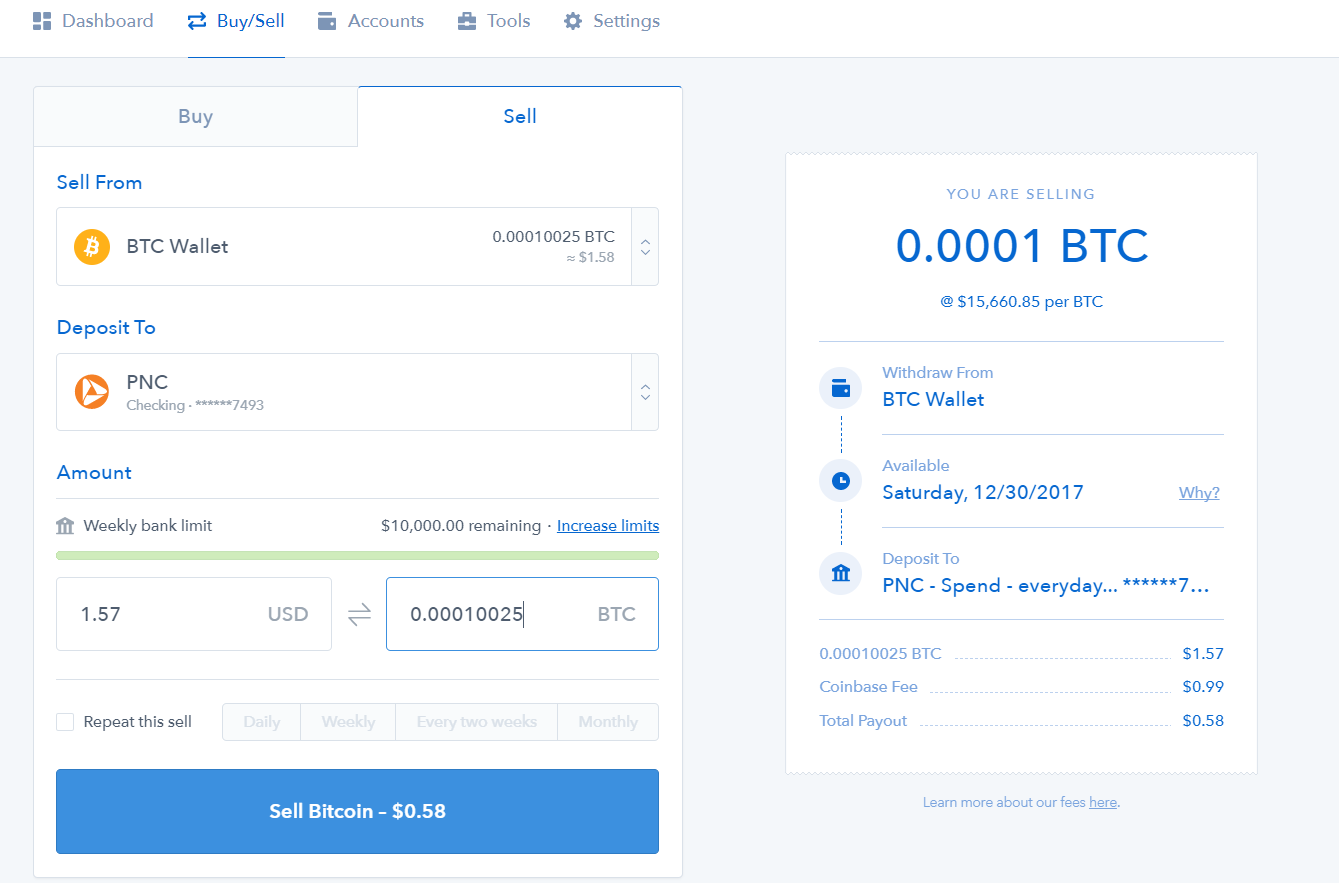 Dashboard Buy/Sell Accounts Tools Settings
Buy Sell
Sell From
BTC Wallet 0.00010025 BTC
≈ $1.58
Deposit To
PNC
Checking · ******7493
Amount
Weekly bank limit $10,000.00 remaining · Increase limits
1.57 USD 0.00010025 BTC
Repeat this sell Daily Weekly Every two weeks Monthly
Sell Bitcoin – $0.58
YOU ARE SELLING
0.0001 BTC
@ $15,660.85 per BTC
Withdraw From
BTC Wallet
Available
Saturday, 12/30/2017 Why?
Deposit To
PNC - Spend - everyday... ******7...
0.00010025 BTC $1.57
Coinbase Fee $0.99
Total Payout $0.58
Learn more about our fees here.